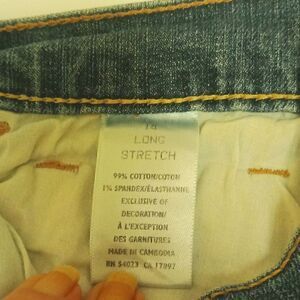 14
LONG
STRETCH
99% COTTON/COTON
1% SPANDEX/ELASTHANNE
EXCLUSIVE OF
DECORATION/
À L'EXCEPTION
DES GARNITURES
MADE IN CAMBODIA
RN 54023 CA 17897